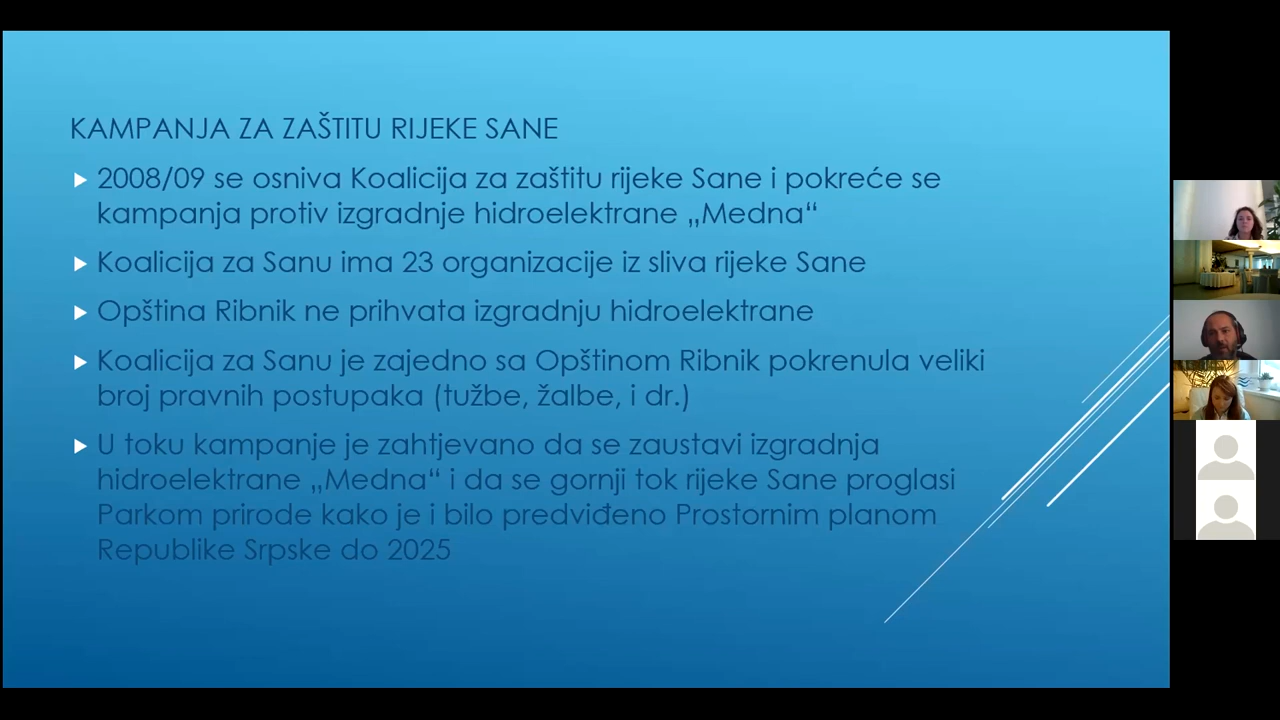 KAMPANJA ZA ZAŠTITU RIJEKE SANE
2008/09 se osniva Koalicija za zaštitu rijeke Sane i pokreće se
kampanja protiv izgradnje hidroelektrane „Medna“
Koalicija za Sanu ima 23 organizacije iz sliva rijeke Sane
Opština Ribnik ne prihvata izgradnju hidroelektrane
Koalicija za Sanu je zajedno sa Opštinom Ribnik pokrenula veliki
broj pravnih postupaka (tužbe, žalbe, i dr.)
U toku kampanje je zahtjevano da se zaustavi izgradnja
hidroelektrane „Medna“ i da se gornji tok rijeke Sane proglasi
Parkom prirode kako je i bilo predviđeno Prostornim planom
Republike Srpske do 2025